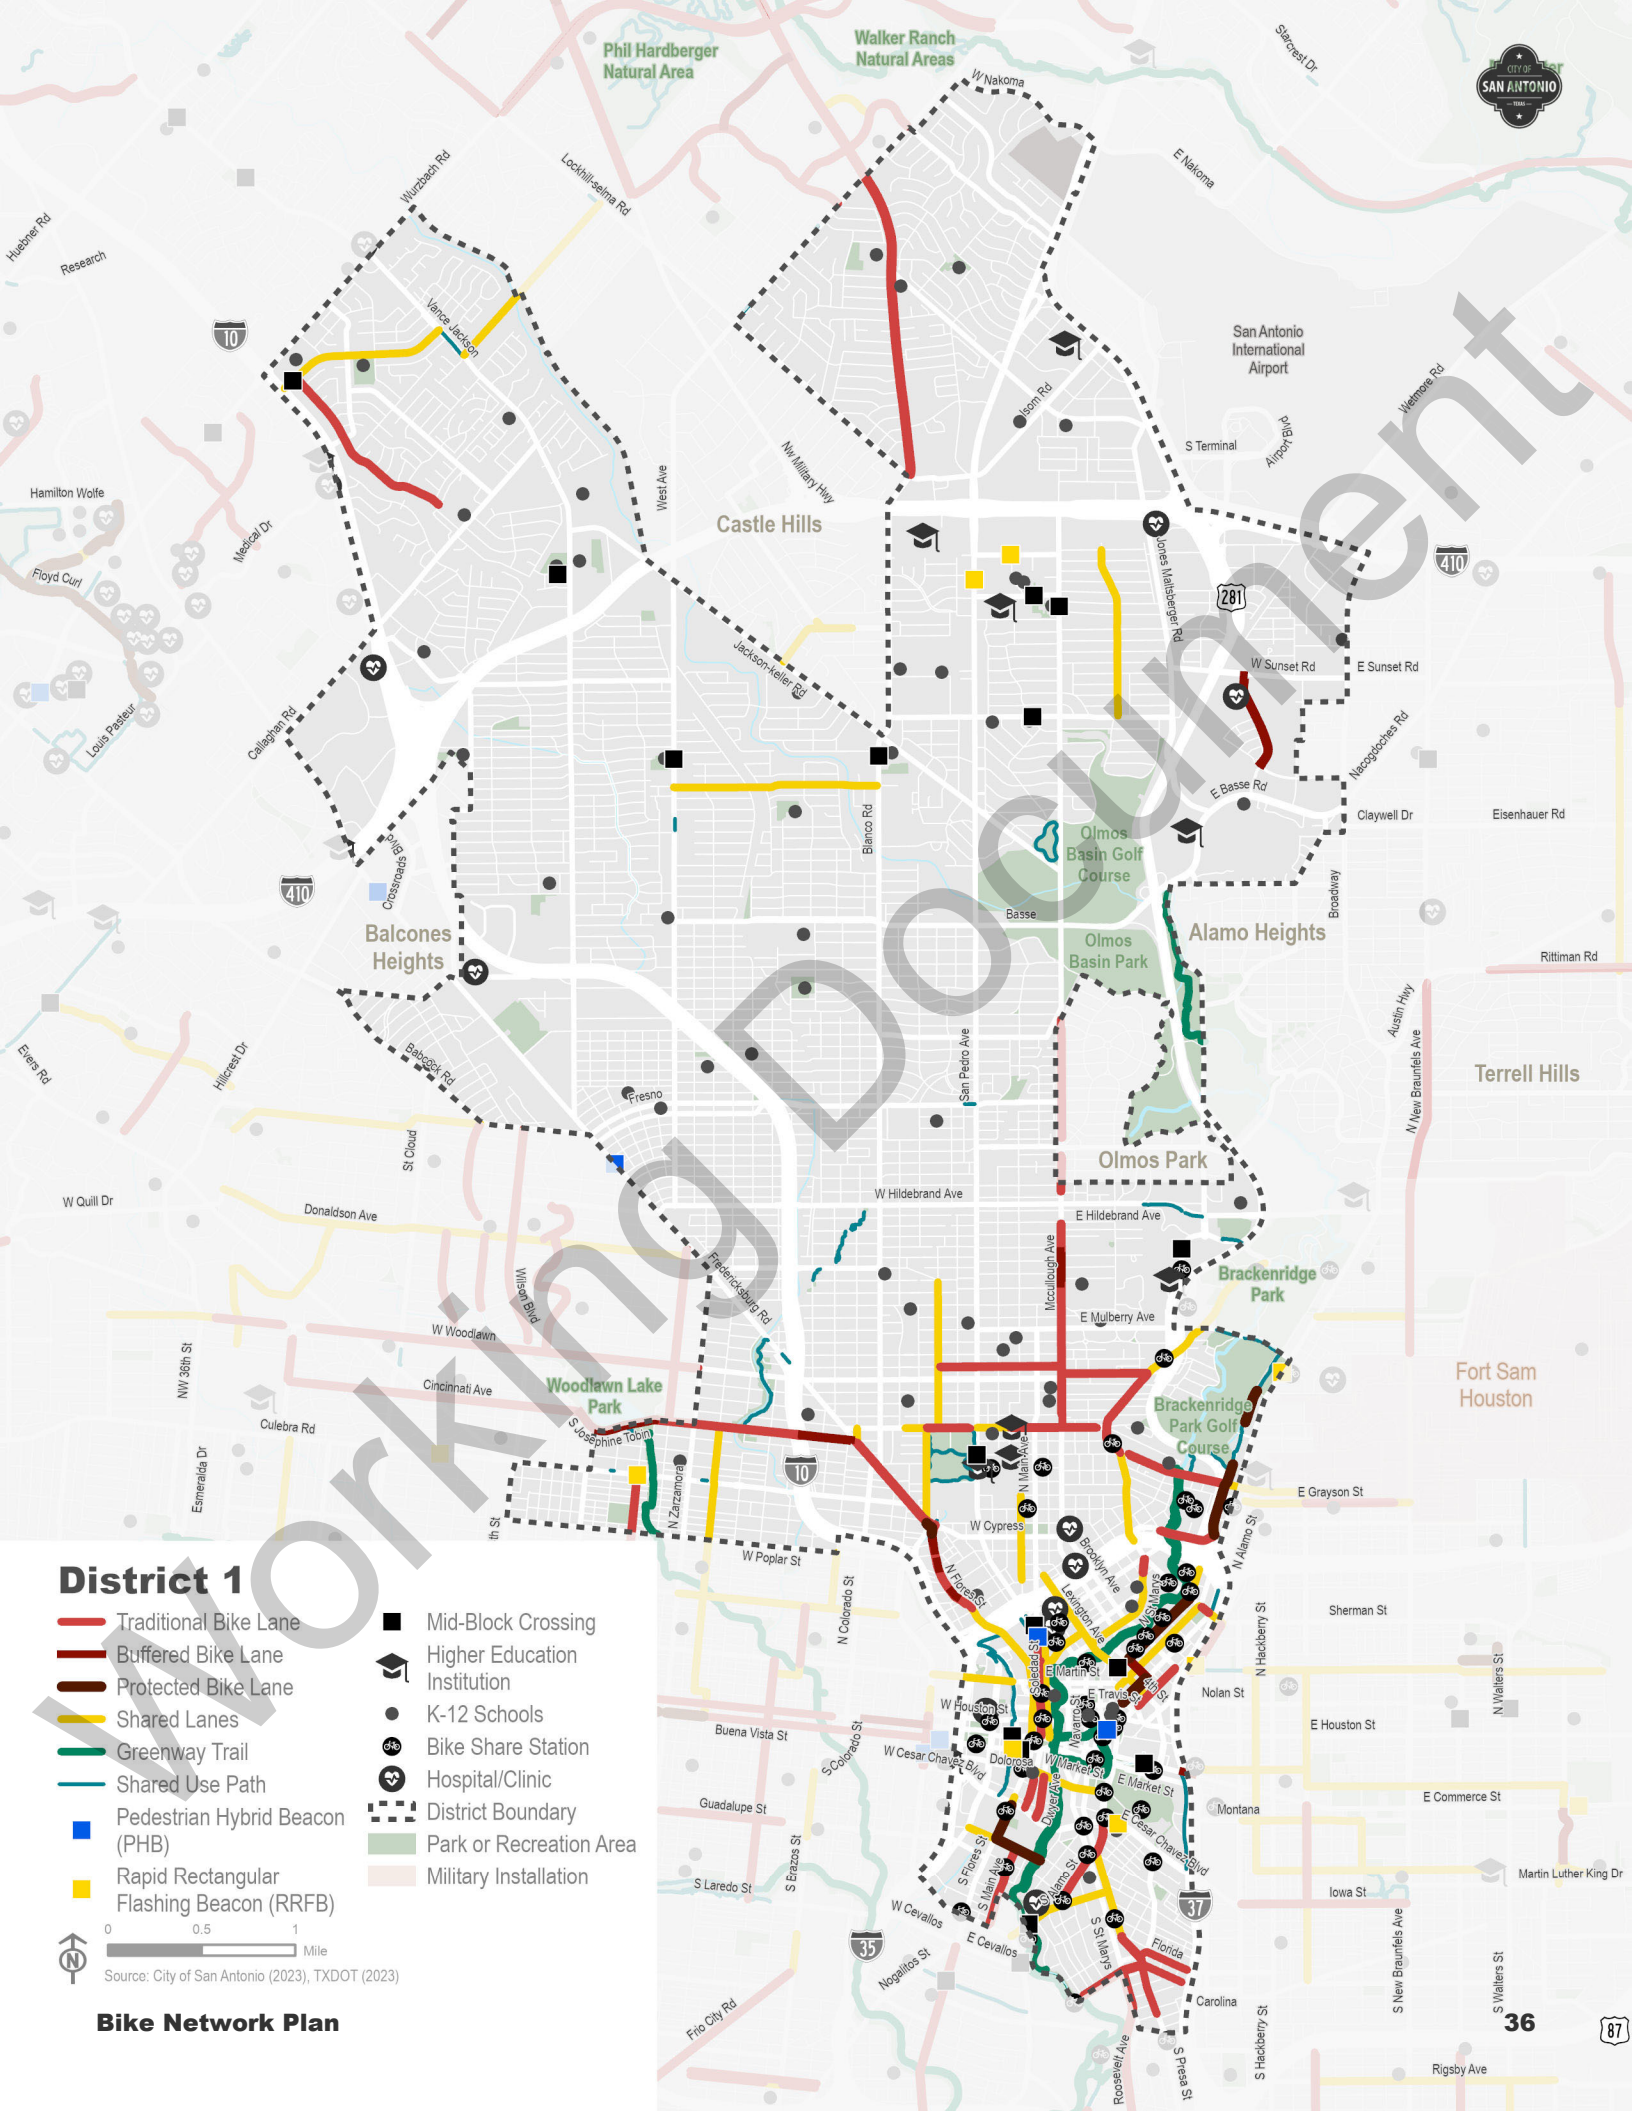 Phil Hardberger
Natural Area
Walker Ranch
Natural Areas
W Nakoma
Starcrest Dr
CITY OF
SAN ANTONIO
TEXAS
E Nakoma
Wurzbach Rd
Lockhill-selma Rd
Huebner Rd
Research
10
Vance Jackson
San Antonio
International
Airport
Isom Rd
Wetmore Rd
S Terminal
Airport Blvd
Nw Military Hwy
West Ave
Hamilton Wolfe
Castle Hills
Medical Dr
Floyd Curl
Jones Maltsberger Rd
410
281
Jackson-keller Rd
W Sunset Rd
E Sunset Rd
Callaghan Rd
Louis Pasteur
Nacogdoches Rd
E Basse Rd
Claywell Dr
Eisenhauer Rd
Blanco Rd
Olmos
Basin Golf
Course
Crossroads Blvd
410
Broadway
Basse
Balcones
Heights
Alamo Heights
Olmos
Basin Park
Rittiman Rd
Austin Hwy
Evers Rd
Hillcrest Dr
Babcock Rd
Fresno
San Pedro Ave
N New Braunfels Ave
Terrell Hills
St Cloud
Olmos Park
W Quill Dr
Donaldson Ave
W Hildebrand Ave
E Hildebrand Ave
Mccullough Ave
Wilson Blvd
Fredericksburg Rd
Brackenridge
Park
E Mulberry Ave
W Woodlawn
NW 36th St
Cincinnati Ave
Woodlawn Lake
Park
Fort Sam
Houston
Brackenridge
Park Golf
Course
Culebra Rd
S Josephine Tobin
Esmeralda Dr
10
N Main Ave
N Zarzamora
E Grayson St
th St
W Cypress
N Alamo St
Brooklyn Ave
W Poplar St
N Flores St
Lexington Ave
N St Marys
N Colorado St
N Hackberry St
Sherman St
Soledad St
E Martin St
4th St
N Walters St
E Travis St
Nolan St
W Houston St
Navarro St
E Houston St
Buena Vista St
S Colorado St
W Cesar Chavez Blvd
Dolorosa
W Market St
E Market St
Dwyer Ave
E Commerce St
Guadalupe St
Montana
E Cesar Chavez Blvd
S Brazos St
S Flores St
S Main Ave
S Alamo St
Martin Luther King Dr
S Laredo St
Iowa St
W Cevallos
37
35
E Cevallos
S St Marys
Florida
Nogalitos St
S New Braunfels Ave
S Walters St
Carolina
Frio City Rd
S Hackberry St
Roosevelt Ave
S Presa St
Rigsby Ave
87
Working Document
District 1
Traditional Bike Lane
Buffered Bike Lane
Protected Bike Lane
Shared Lanes
Greenway Trail
Shared Use Path
Pedestrian Hybrid Beacon
(PHB)
Rapid Rectangular
Flashing Beacon (RRFB)
Mid-Block Crossing
Higher Education
Institution
K-12 Schools
Bike Share Station
Hospital/Clinic
District Boundary
Park or Recreation Area
Military Installation
0 0.5 1
Mile
N
Source: City of San Antonio (2023), TXDOT (2023)
Bike Network Plan
36